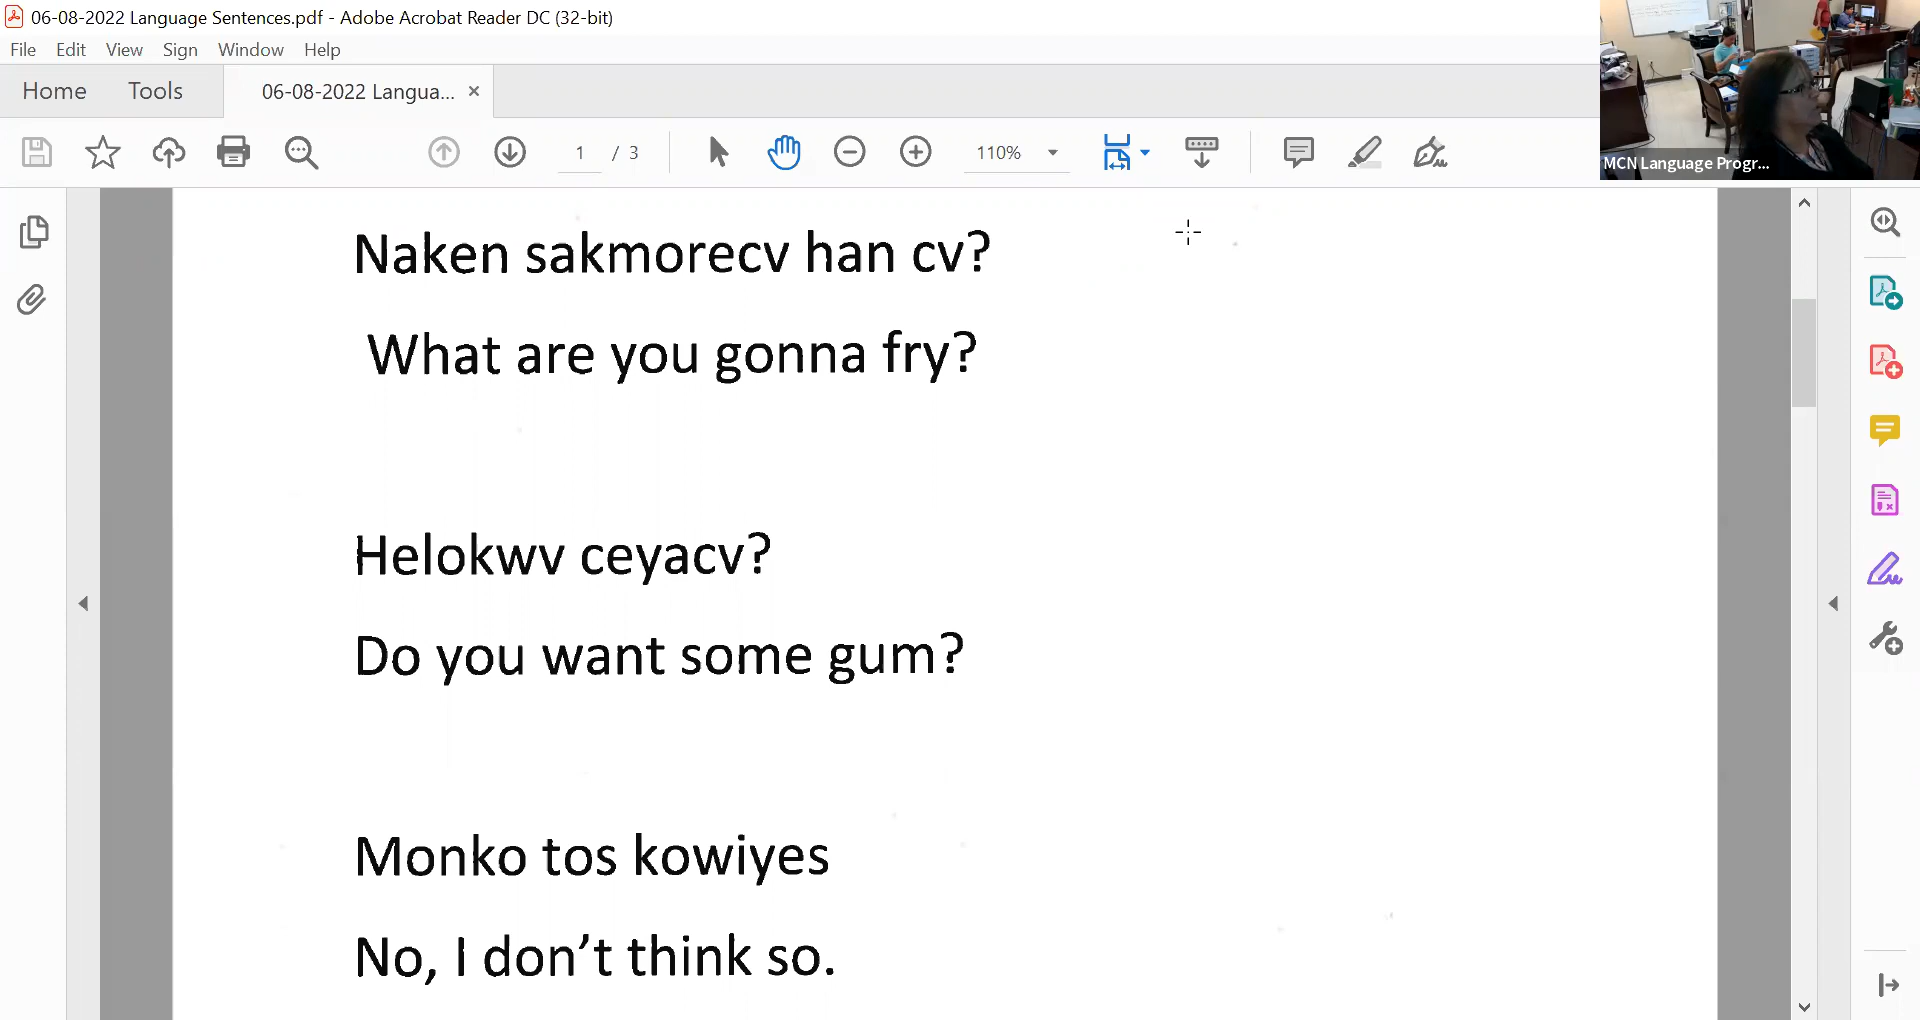 06-08-2022 Language Sentences.pdf - Adobe Acrobat Reader DC (32-bit)
File Edit View Sign Window Help
Home Tools 06-08-2022 Langua... ×
1 / 3 110%
MCN Language Progr...
Naken sakmorecv han cv?
What are you gonna fry?
Helokwv ceyacv?
Do you want some gum?
Monko tos kowiyes
No, I don’t think so.